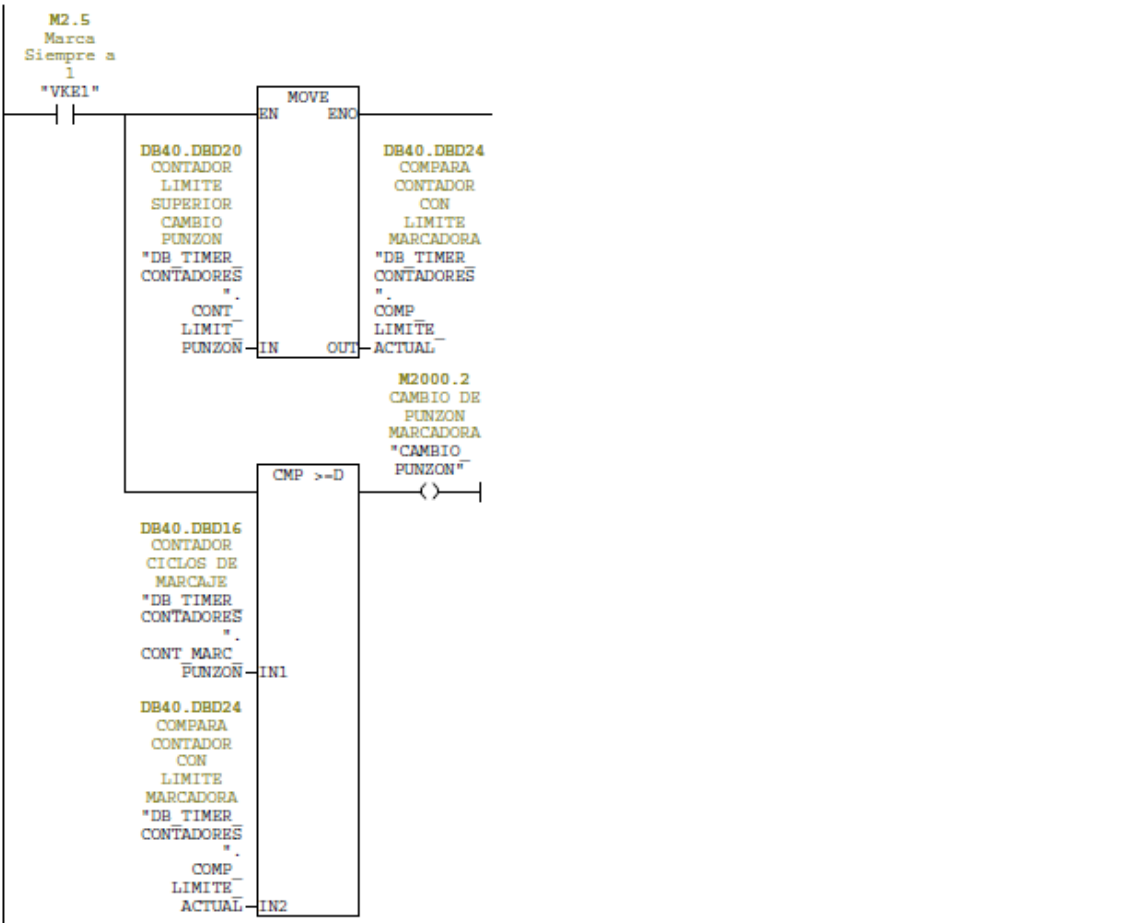 M2.5
Marca
Siempre a
1
"VKE1"
MOVE
EN ENO
DB40.DBD20
CONTADOR
LIMITE
SUPERIOR
CAMBIO
PUNZON
"DB_TIMER_
CONTADORES
".
CONT_
LIMIT_
PUNZON
IN
DB40.DBD24
COMPARA
CONTADOR
CON
LIMITE
MARCADORA
"DB_TIMER_
CONTADORES
".
COMP_
LIMITE_
ACTUAL
OUT
M2000.2
CAMBIO DE
PUNZON
MARCADORA
"CAMBIO_
PUNZON"
CMP >=D
DB40.DBD16
CONTADOR
CICLOS DE
MARCAJE
"DB_TIMER_
CONTADORES
".
CONT_MARC_
PUNZON
IN1
DB40.DBD24
COMPARA
CONTADOR
CON
LIMITE
MARCADORA
"DB_TIMER_
CONTADORES
".
COMP_
LIMITE_
ACTUAL
IN2